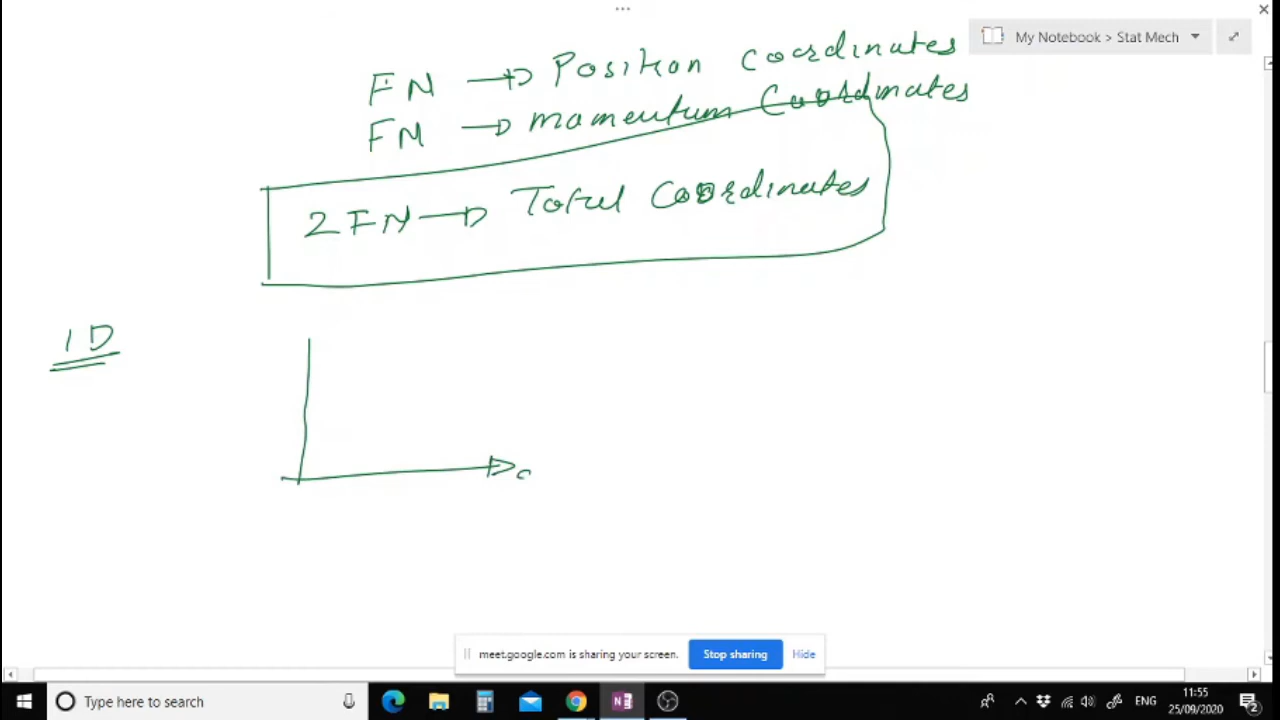 ...
My Notebook > Stat Mech
FN → Position Coordinates
FN → momentum Coordinates
2FN → Total Coordinates
1D
meet.google.com is sharing your screen.
Stop sharing
Hide
Type here to search
ENG
11:55
25/09/2020
2